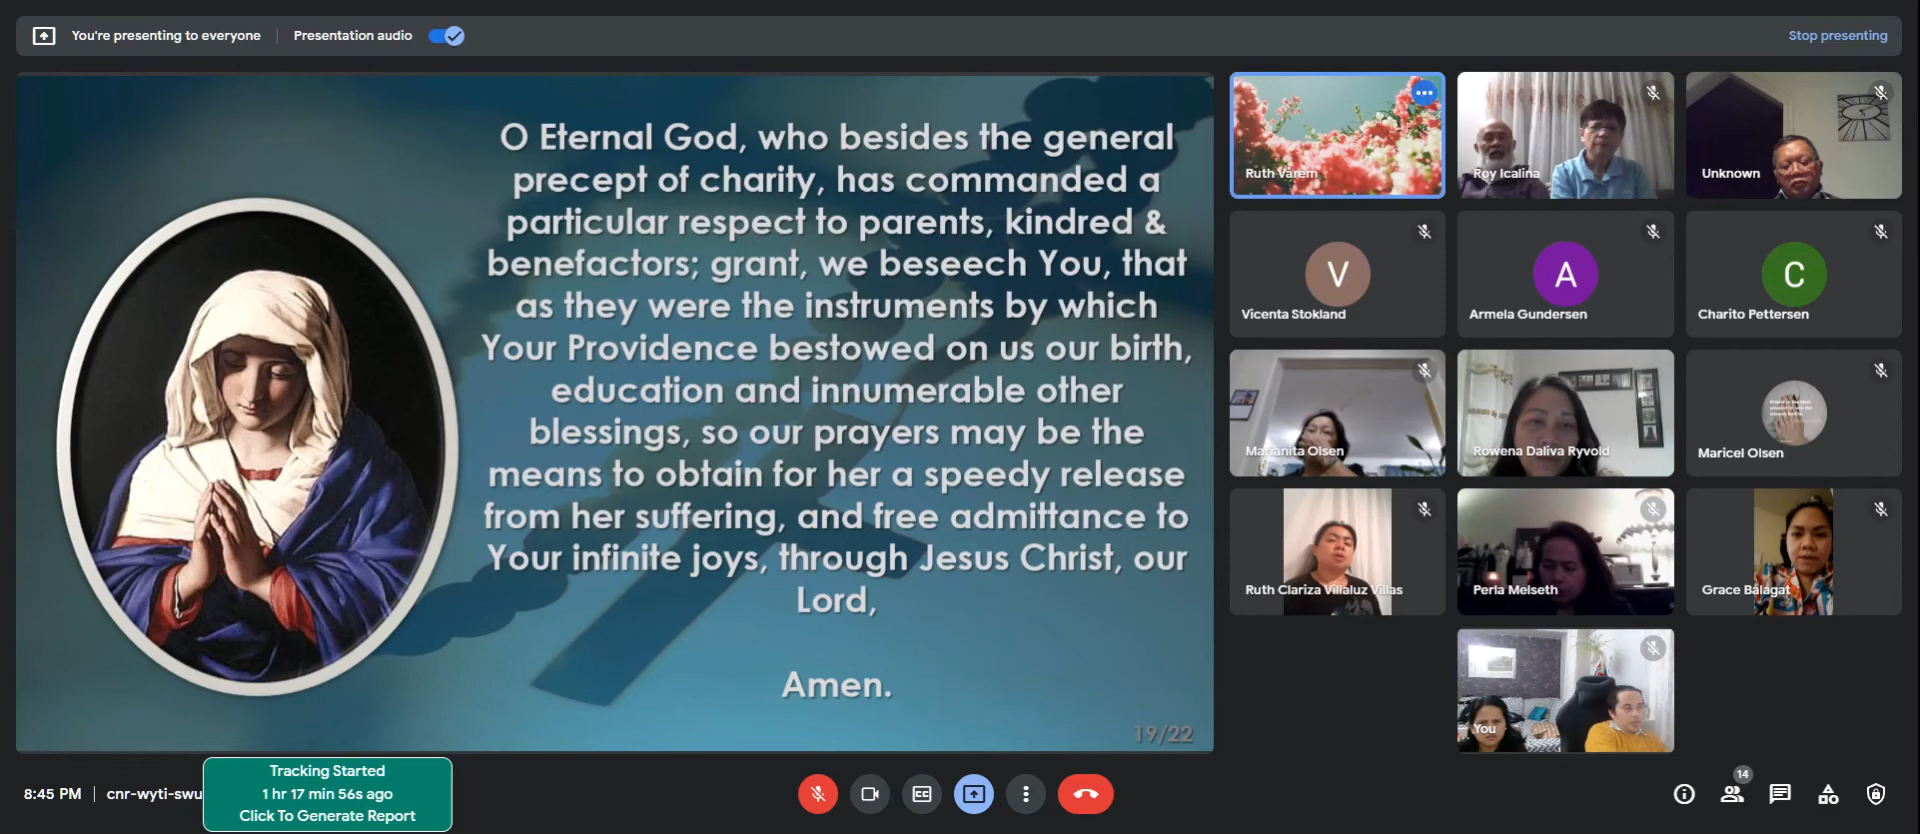 You're presenting to everyone
Presentation audio
Stop presenting
O Eternal God, who besides the general
precept of charity, has commanded a
particular respect to parents, kindred &
benefactors; grant, we beseech You, that
as they were the instruments by which
Your Providence bestowed on us our birth,
education and innumerable other
blessings, so our prayers may be the
means to obtain for her a speedy release
from her suffering, and free admittance to
Your infinite joys, through Jesus Christ, our
Lord,
Amen.
19/22
Ruth Varem
Roy Icalina
Unknown
V
Vicenta Stokland
A
Armela Gundersen
C
Charito Pettersen
Marianita Olsen
Rowena Daliva Ryvold
Maricel Olsen
Ruth Clariza Villaluz Villas
Perla Melseth
Grace Balagat
You
8:45 PM
cnr-wyti-swu
Tracking Started
1 hr 17 min 56s ago
Click To Generate Report
14